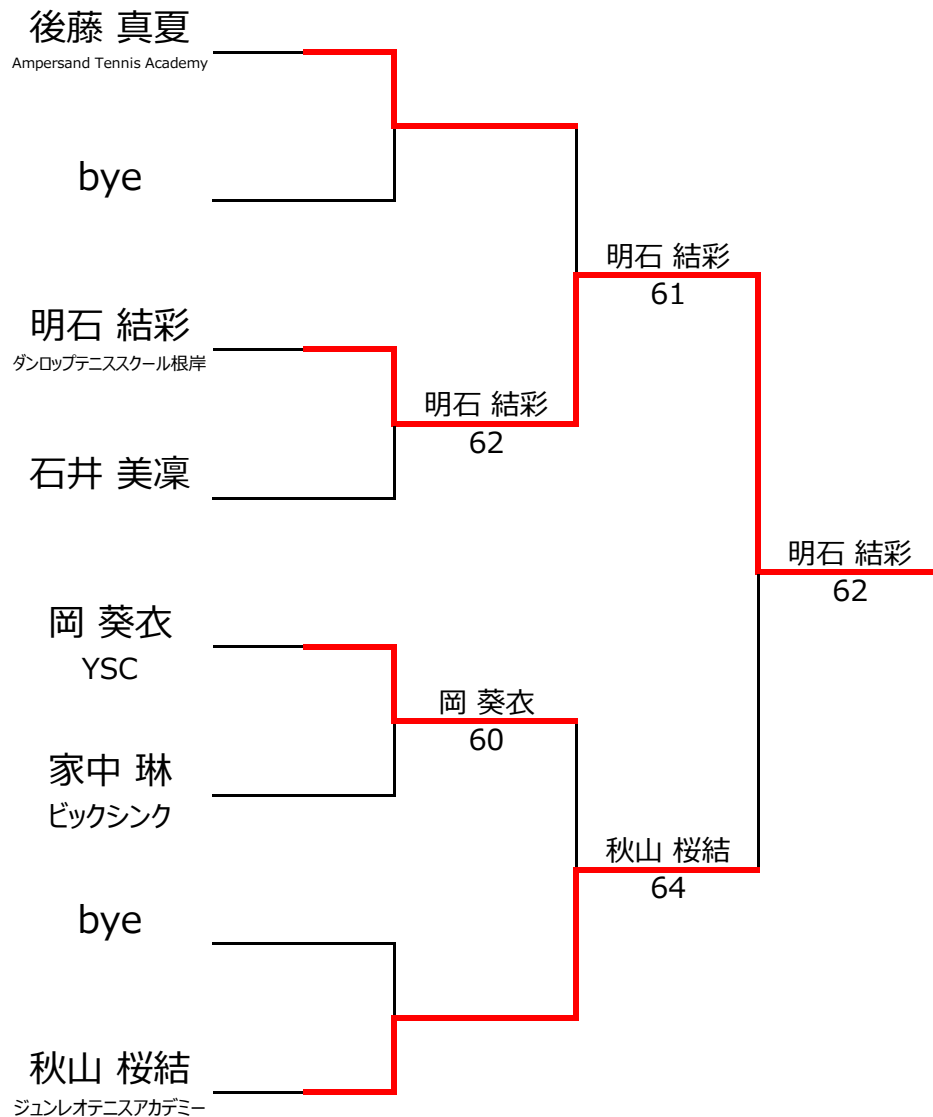 後藤 真夏
Ampersand Tennis Academy
bye
明石 結彩
61
明石 結彩
ダンロップテニススクール根岸
明石 結彩
62
石井 美凜
明石 結彩
62
岡 葵衣
YSC
岡 葵衣
60
家中 琳
ビックシンク
秋山 桜結
64
bye
秋山 桜結
ジュンレオテニスアカデミー